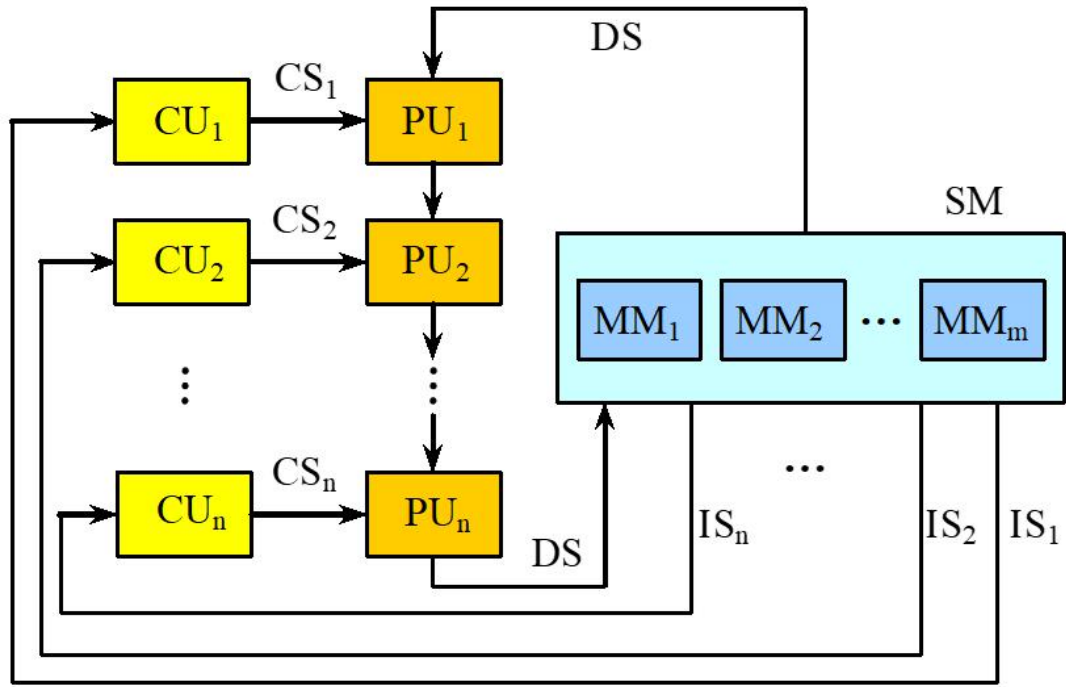 DS
CS₁
CU₁
PU₁
SM
CS₂
CU₂
PU₂
MM₁
MM₂
...
MMₘ
⋮
⋮
...
CSₙ
CUₙ
PUₙ
DS
ISₙ
IS₂
IS₁